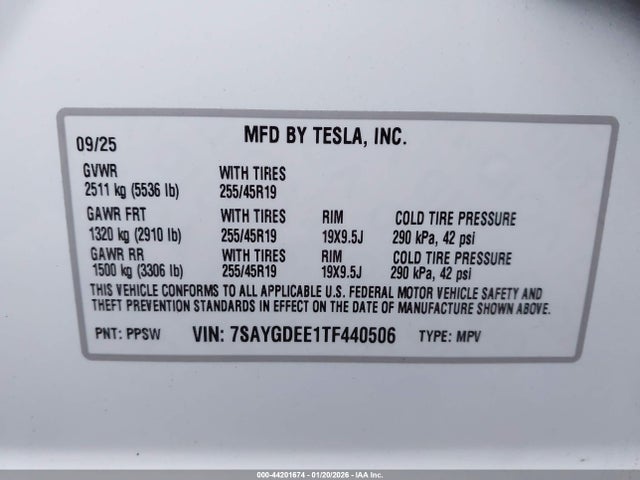 09/25 MFD BY TESLA, INC.
GVWR WITH TIRES
2511 kg (5536 lb) 255/45R19
GAWR FRT WITH TIRES RIM COLD TIRE PRESSURE
1320 kg (2910 lb) 255/45R19 19X9.5J 290 kPa, 42 psi
GAWR RR WITH TIRES RIM COLD TIRE PRESSURE
1500 kg (3306 lb) 255/45R19 19X9.5J 290 kPa, 42 psi
THIS VEHICLE CONFORMS TO ALL APPLICABLE U.S. FEDERAL MOTOR VEHICLE SAFETY AND
THEFT PREVENTION STANDARDS IN EFFECT ON THE DATE OF MANUFACTURE SHOWN ABOVE.
PNT: PPSW VIN: 7SAYGDEE1TF440506 TYPE: MPV
000-44201674 - 01/20/2026 - IAA Inc.